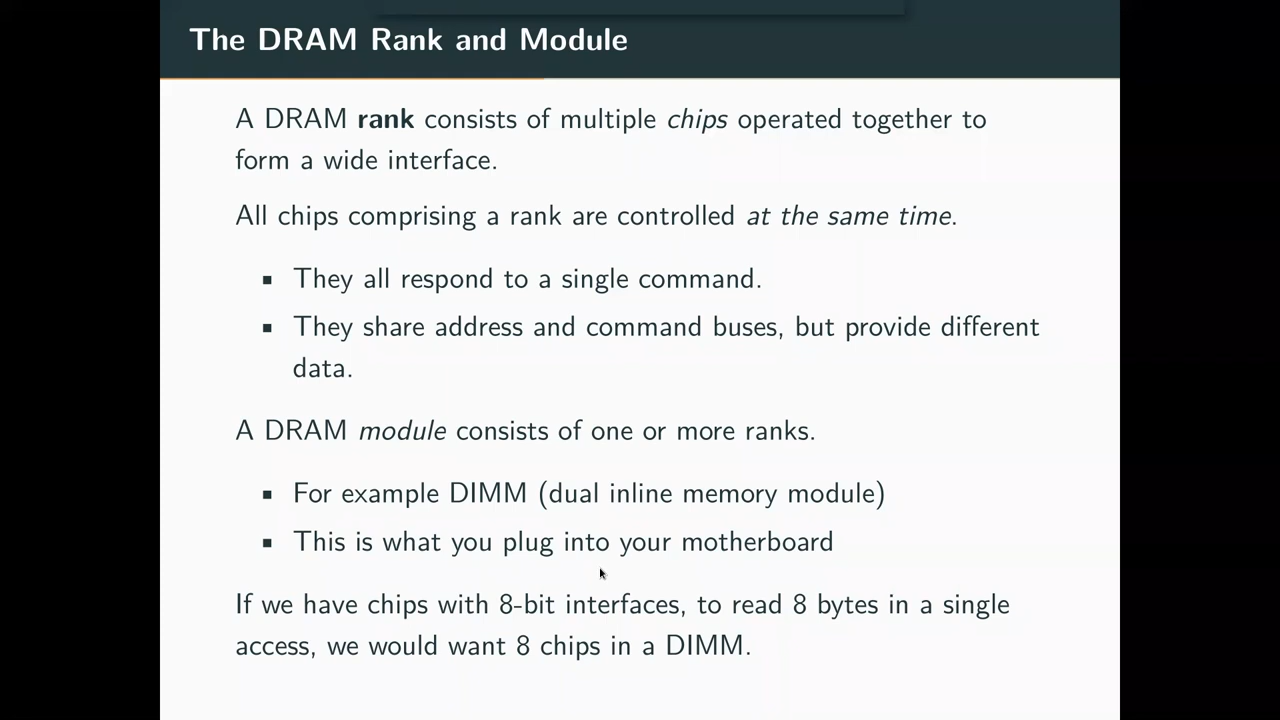 The DRAM Rank and Module
A DRAM rank consists of multiple chips operated together to
form a wide interface.
All chips comprising a rank are controlled at the same time.
▪ They all respond to a single command.
▪ They share address and command buses, but provide different
data.
A DRAM module consists of one or more ranks.
▪ For example DIMM (dual inline memory module)
▪ This is what you plug into your motherboard
If we have chips with 8-bit interfaces, to read 8 bytes in a single
access, we would want 8 chips in a DIMM.